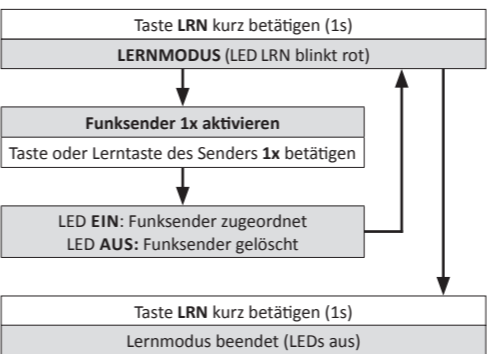 Taste LRN kurz betätigen (1s)
LERNMODUS (LED LRN blinkt rot)
Funksender 1x aktivieren
Taste oder Lerntaste des Senders 1x betätigen
LED EIN: Funksender zugeordnet
LED AUS: Funksender gelöscht
Taste LRN kurz betätigen (1s)
Lernmodus beendet (LEDs aus)